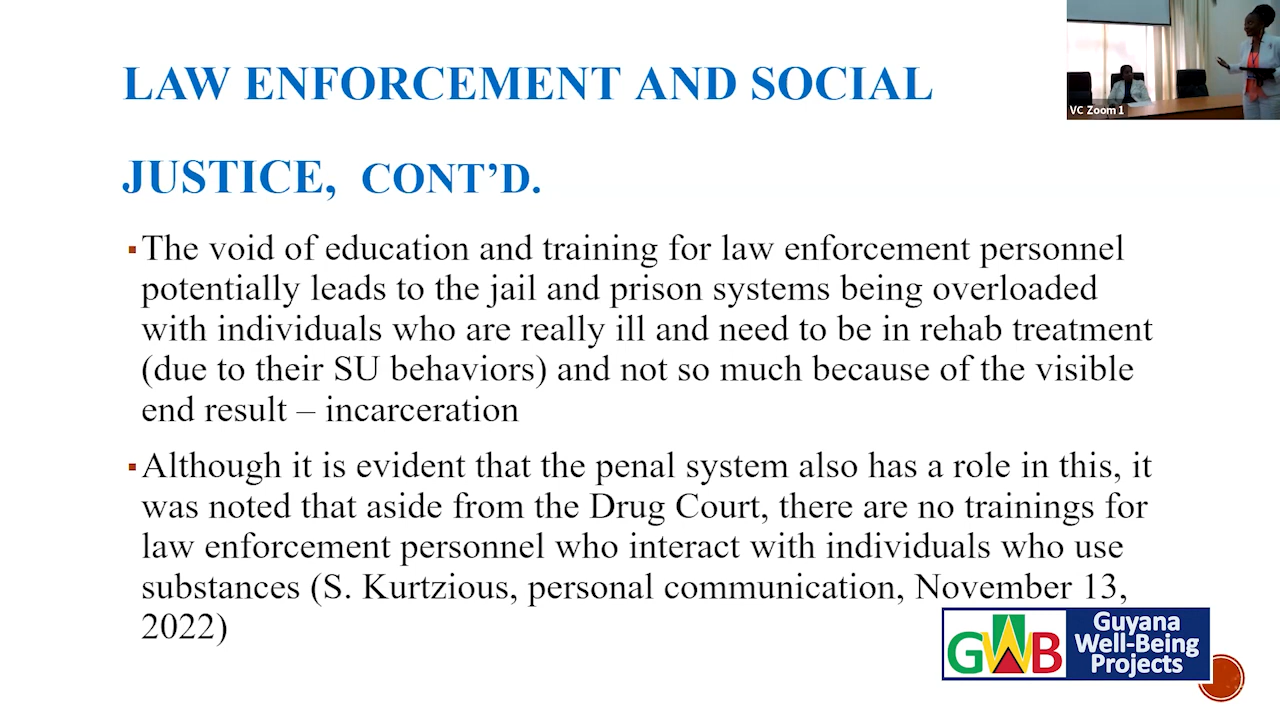 LAW ENFORCEMENT AND SOCIAL
JUSTICE, CONT’D.
▪The void of education and training for law enforcement personnel
potentially leads to the jail and prison systems being overloaded
with individuals who are really ill and need to be in rehab treatment
(due to their SU behaviors) and not so much because of the visible
end result – incarceration
▪Although it is evident that the penal system also has a role in this, it
was noted that aside from the Drug Court, there are no trainings for
law enforcement personnel who interact with individuals who use
substances (S. Kurtzious, personal communication, November 13,
2022)
VC Zoom 1
GWB
Guyana
Well-Being
Projects